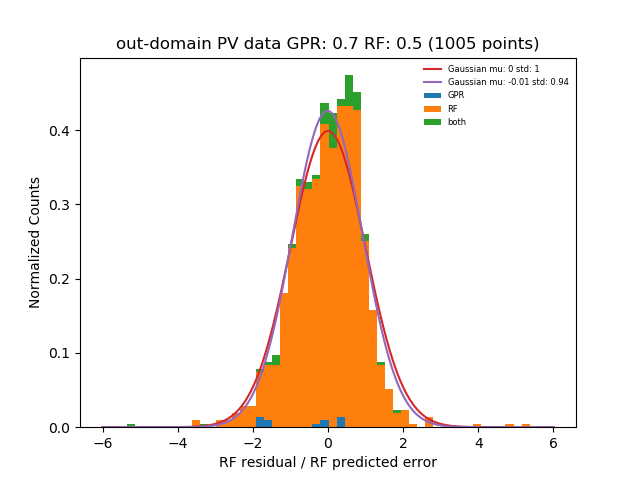 out-domain PV data GPR: 0.7 RF: 0.5 (1005 points)
Gaussian mu: 0 std: 1
Gaussian mu: -0.01 std: 0.94
GPR
RF
both
Normalized Counts
0.4
0.3
0.2
0.1
0.0
−6 −4 −2 0 2 4 6
RF residual / RF predicted error